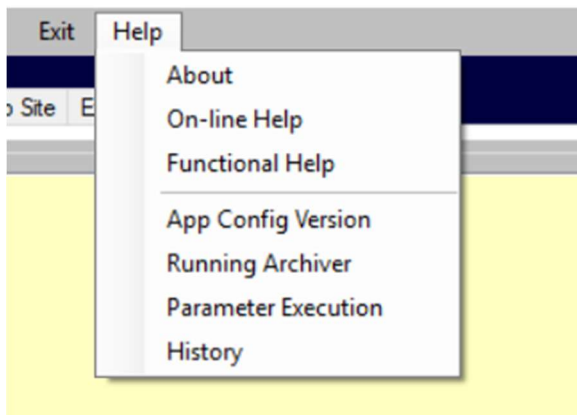 Exit Help
About
Site E
On-line Help
Functional Help
App Config Version
Running Archiver
Parameter Execution
History